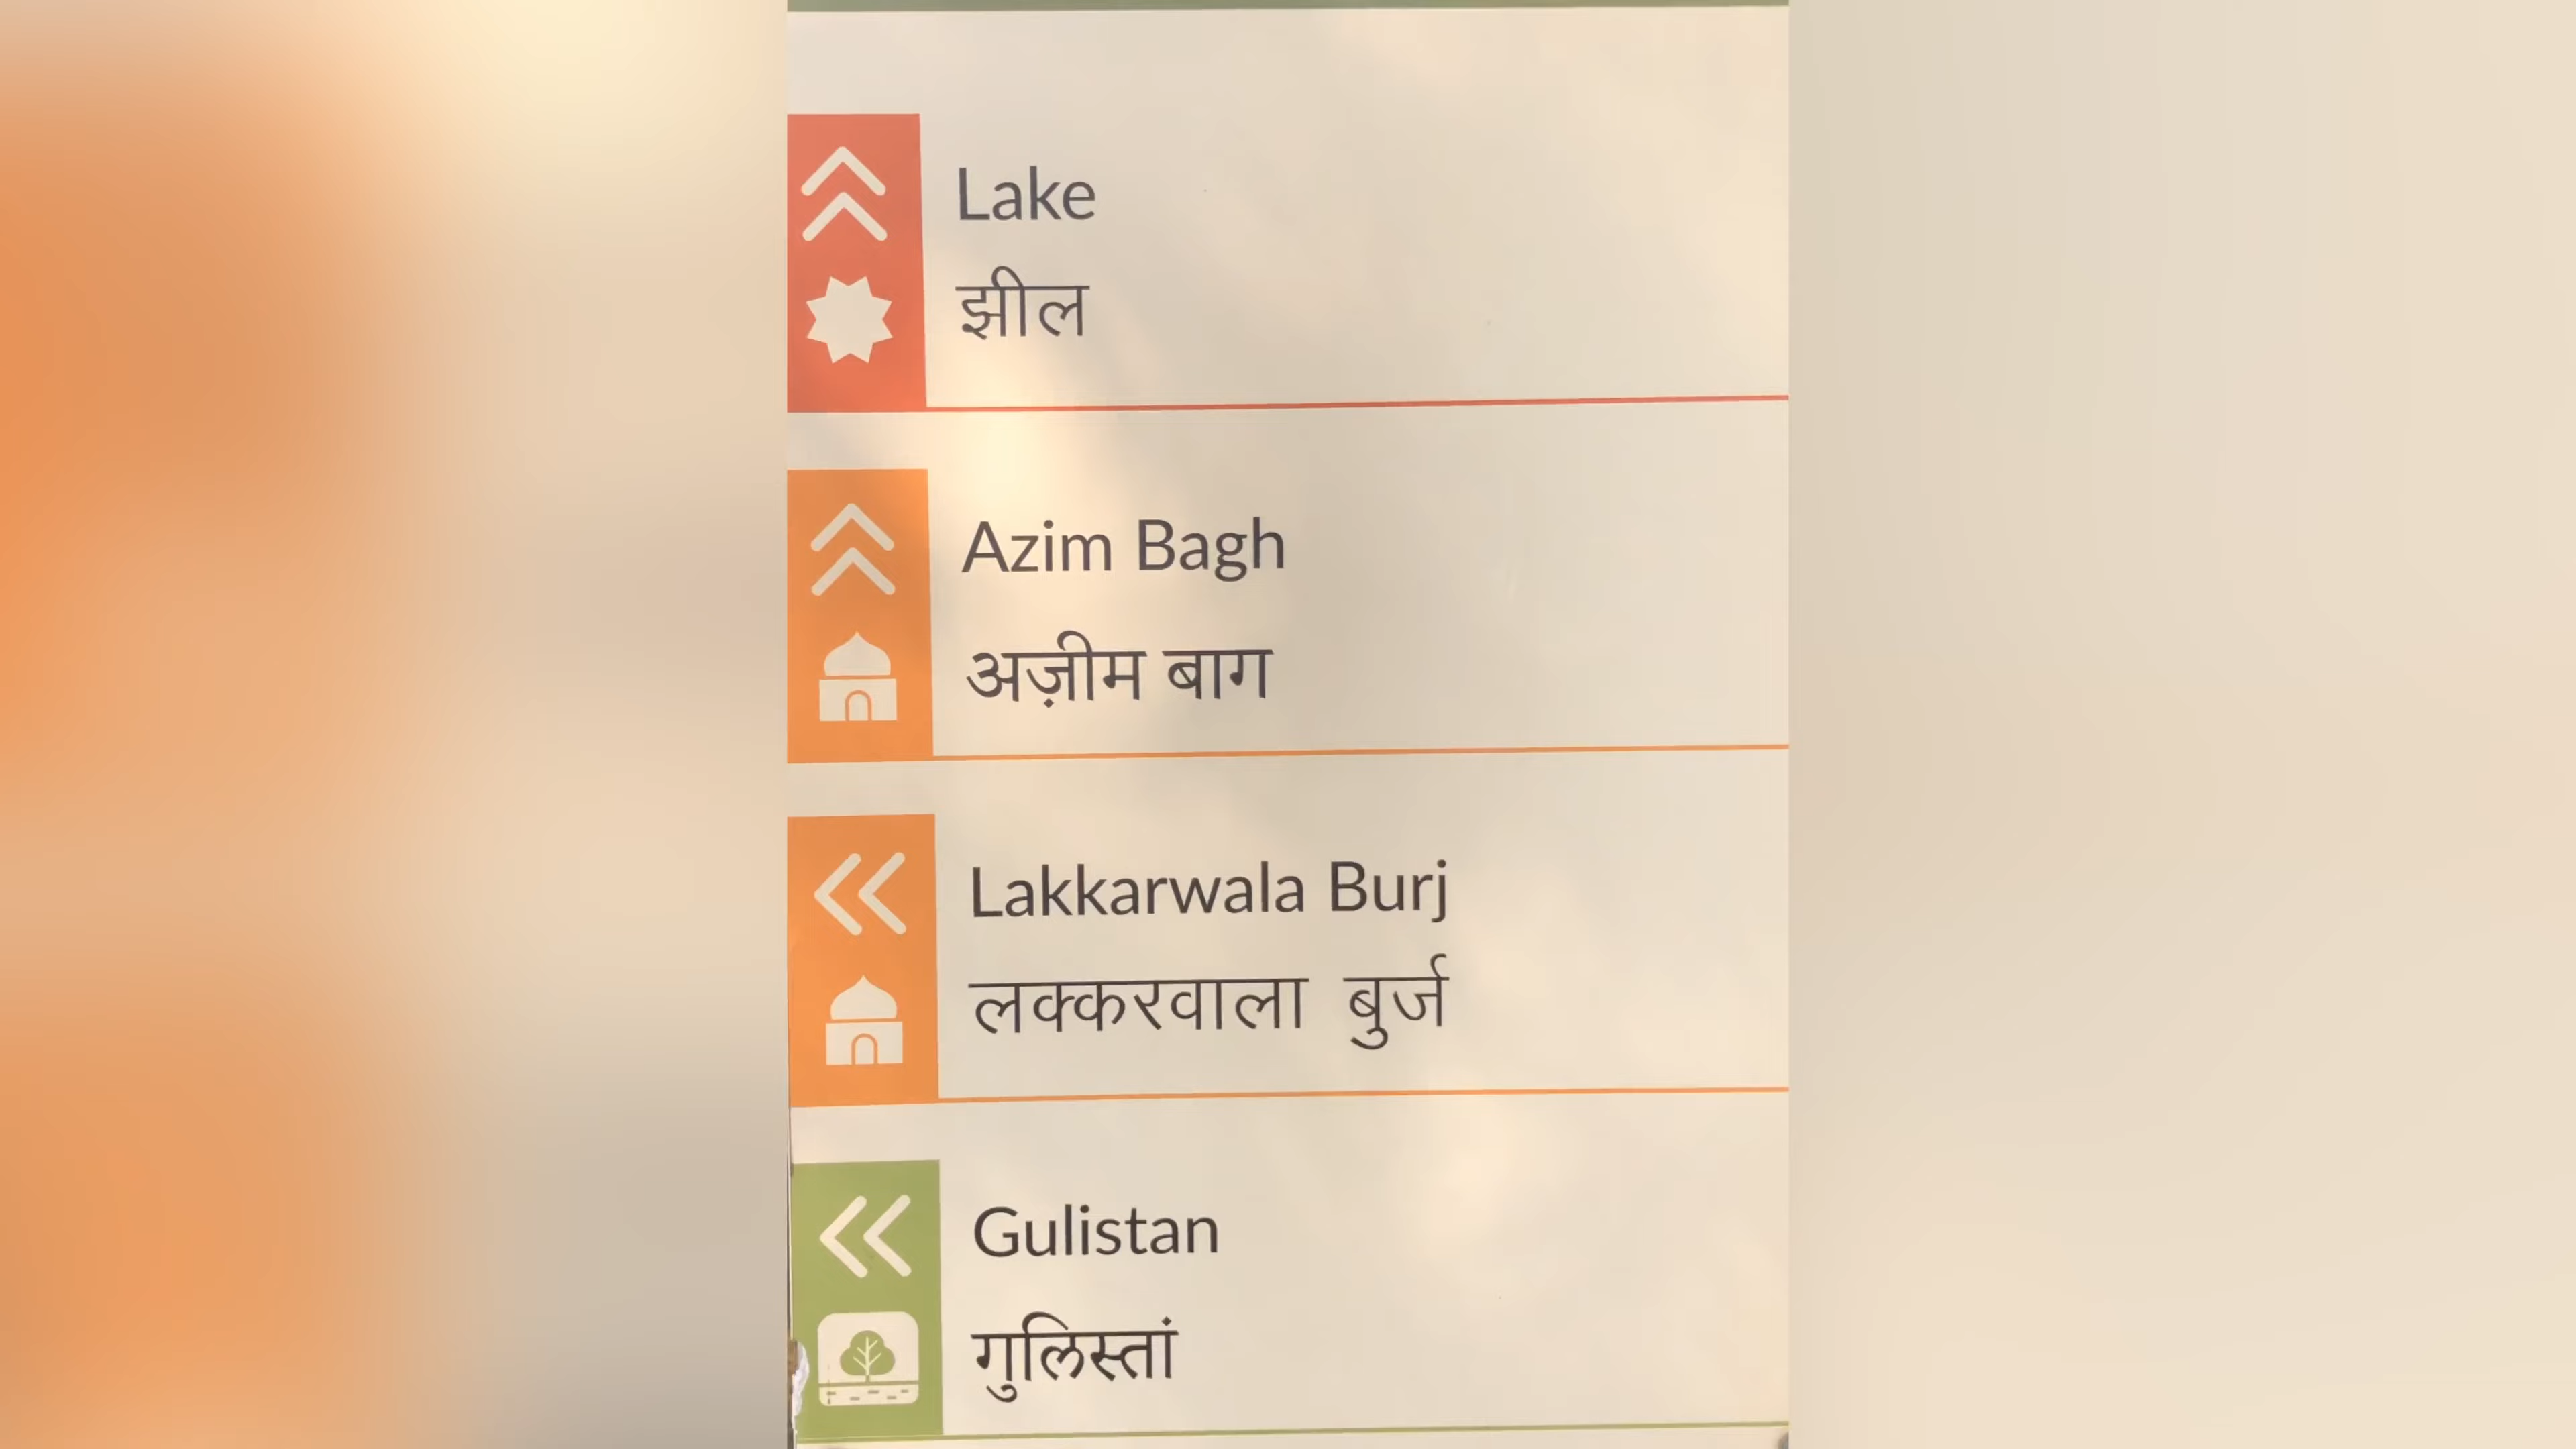 Lake
झील
Azim Bagh
अज़ीम बाग
Lakkarwala Burj
लक्करवाला बुर्ज
Gulistan
गुलिस्तां